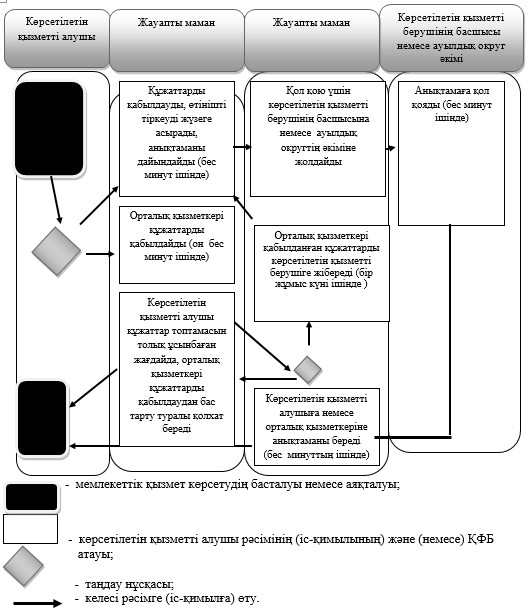 Көрсетілетін
қызметті алушы
Жауапты маман
Жауапты маман
Көрсетілетін қызметті
берушінің басшысы
немесе ауылдық округ
әкімі
Құжаттарды
қабылдауды, өтінішті
тіркеуді жүзеге
асырады,
анықтаманы
дайындайды (бес
минут ішінде)
Қол қою үшін
көрсетілетін қызметті
берушінің басшысына
немесе ауылдық
округтің әкіміне
жолдайды
Анықтамаға қол
қояды (бес минут
ішінде)
Орталық қызметкері
құжаттарды
қабылдайды (он бес
минут ішінде)
Орталық қызметкері
қабылданған құжаттарды
көрсетілетін қызметті
берушіге жібереді (бір
жұмыс күні ішінде )
Көрсетілетін
қызметті алушы
құжаттар топтамасын
толық ұсынбаған
жағдайда, орталық
қызметкері
құжаттарды
қабылдаудан бас
тарту туралы қолхат
береді
Көрсетілетін қызметті
алушыға немесе
орталық қызметкеріне
анықтаманы береді
(бес минуттың ішінде)
- мемлекеттік қызмет көрсетудің басталуы немесе аяқталуы;
- көрсетілетін қызметті алушы рәсімінің (іс-қимылының) және (немесе) ҚФБ
атауы;
- таңдау нұсқасы;
- келесі рәсімге (іс-қимылға) өту.